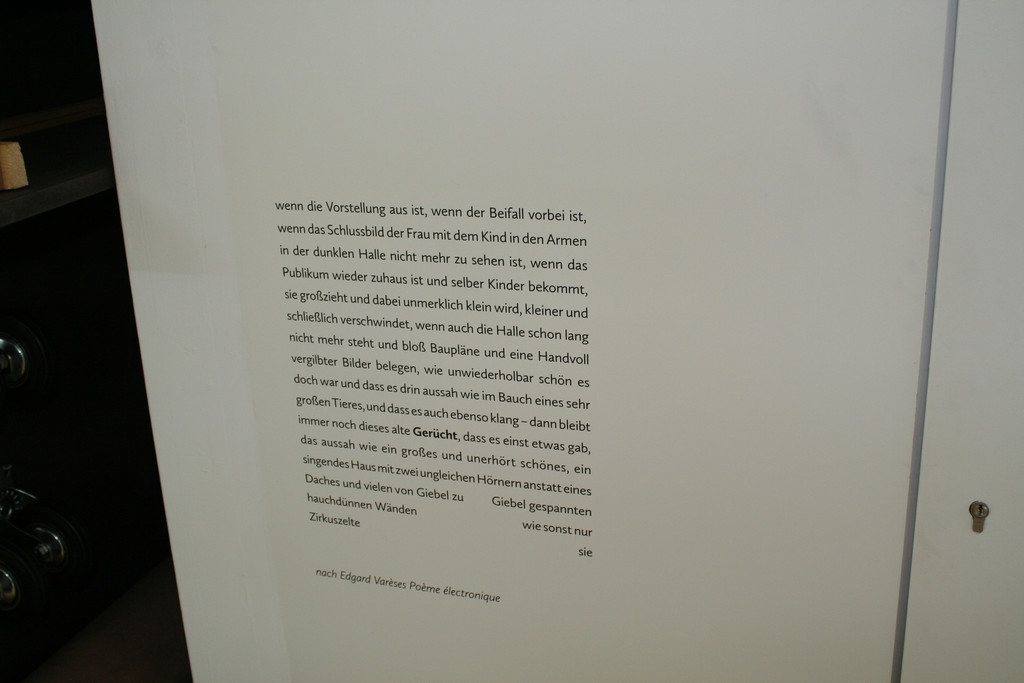 wenn die Vorstellung aus ist, wenn der Beifall vorbei ist,
wenn das Schlussbild der Frau mit dem Kind in den Armen
in der dunklen Halle nicht mehr zu sehen ist, wenn das
Publikum wieder zuhaus ist und selber Kinder bekommt,
sie großzieht und dabei unmerklich klein wird, kleiner und
schließlich verschwindet, wenn auch die Halle schon lang
nicht mehr steht und bloß Baupläne und eine Handvoll
vergilbter Bilder belegen, wie unwiederholbar schön es
doch war und dass es drin aussah wie im Bauch eines sehr
großen Tieres, und dass es auch ebenso klang – dann bleibt
immer noch dieses alte Gerücht, dass es einst etwas gab,
das aussah wie ein großes und unerhört schönes, ein
singendes Haus mit zwei ungleichen Hörnern anstatt eines
Daches und vielen von Giebel zu Giebel gespannten
hauchdünnen Wänden wie sonst nur
Zirkuszelte sie
nach Edgard Varèses Poème électronique